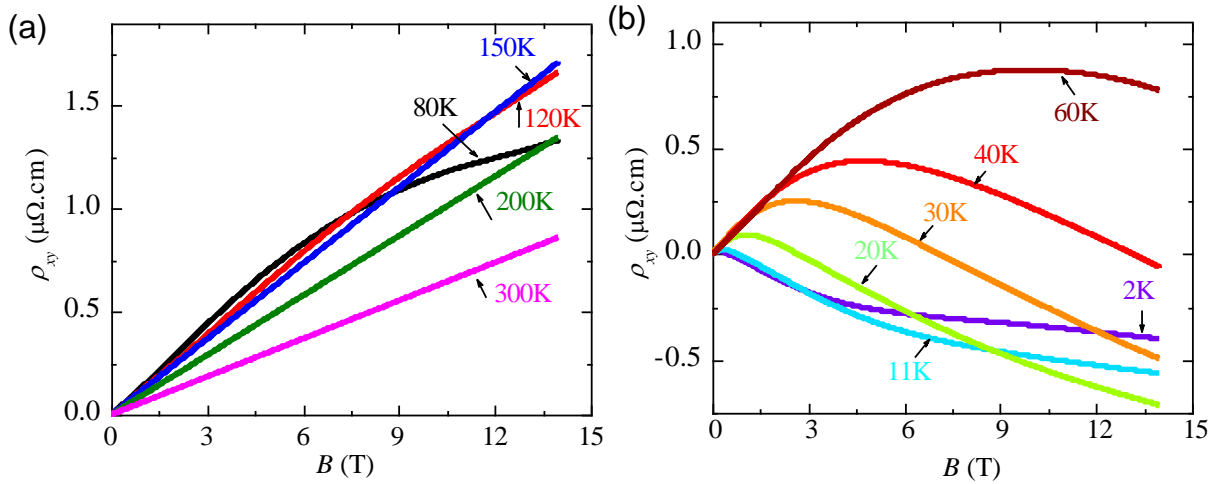 (a)
ρxy (μΩ.cm)
1.5
1.0
0.5
0.0
150K
80K
120K
200K
300K
0 3 6 9 12 15
B (T)
(b)
ρxy (μΩ.cm)
1.0
0.5
0.0
-0.5
60K
40K
30K
20K
2K
11K
0 3 6 9 12 15
B (T)